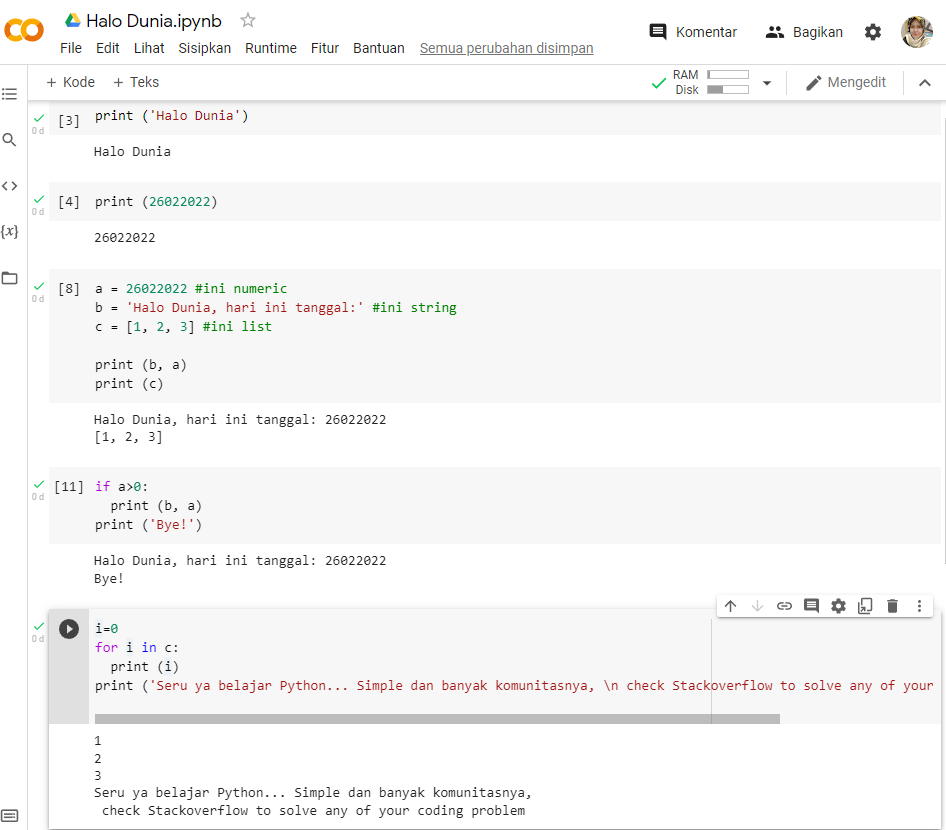 Halo Dunia.ipynb
File Edit Lihat Sisipkan Runtime Fitur Bantuan Semua perubahan disimpan
Komentar Bagikan
+ Kode + Teks
RAM
Disk
Mengedit
[3] print ('Halo Dunia')
0 d
Halo Dunia
[4] print (26022022)
0 d
26022022
[8] a = 26022022 #ini numeric
0 d
b = 'Halo Dunia, hari ini tanggal:' #ini string
c = [1, 2, 3] #ini list
print (b, a)
print (c)
Halo Dunia, hari ini tanggal: 26022022
[1, 2, 3]
[11] if a>0:
0 d
print (b, a)
print ('Bye!')
Halo Dunia, hari ini tanggal: 26022022
Bye!
i=0
0 d
for i in c:
print (i)
print ('Seru ya belajar Python... Simple dan banyak komunitasnya, \n check Stackoverflow to solve any of your
1
2
3
Seru ya belajar Python... Simple dan banyak komunitasnya,
check Stackoverflow to solve any of your coding problem